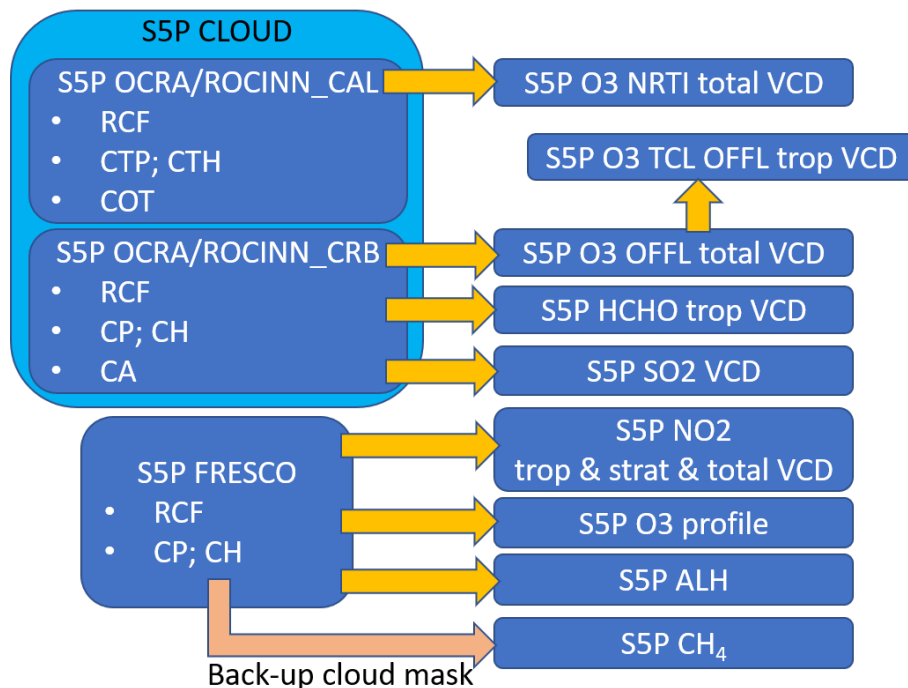 S5P CLOUD
S5P OCRA/ROCINN_CAL
• RCF
• CTP; CTH
• COT
S5P OCRA/ROCINN_CRB
• RCF
• CP; CH
• CA
S5P FRESCO
• RCF
• CP; CH
Back-up cloud mask
S5P O3 NRTI total VCD
S5P O3 TCL OFFL trop VCD
S5P O3 OFFL total VCD
S5P HCHO trop VCD
S5P SO2 VCD
S5P NO2
trop & strat & total VCD
S5P O3 profile
S5P ALH
S5P CH₄